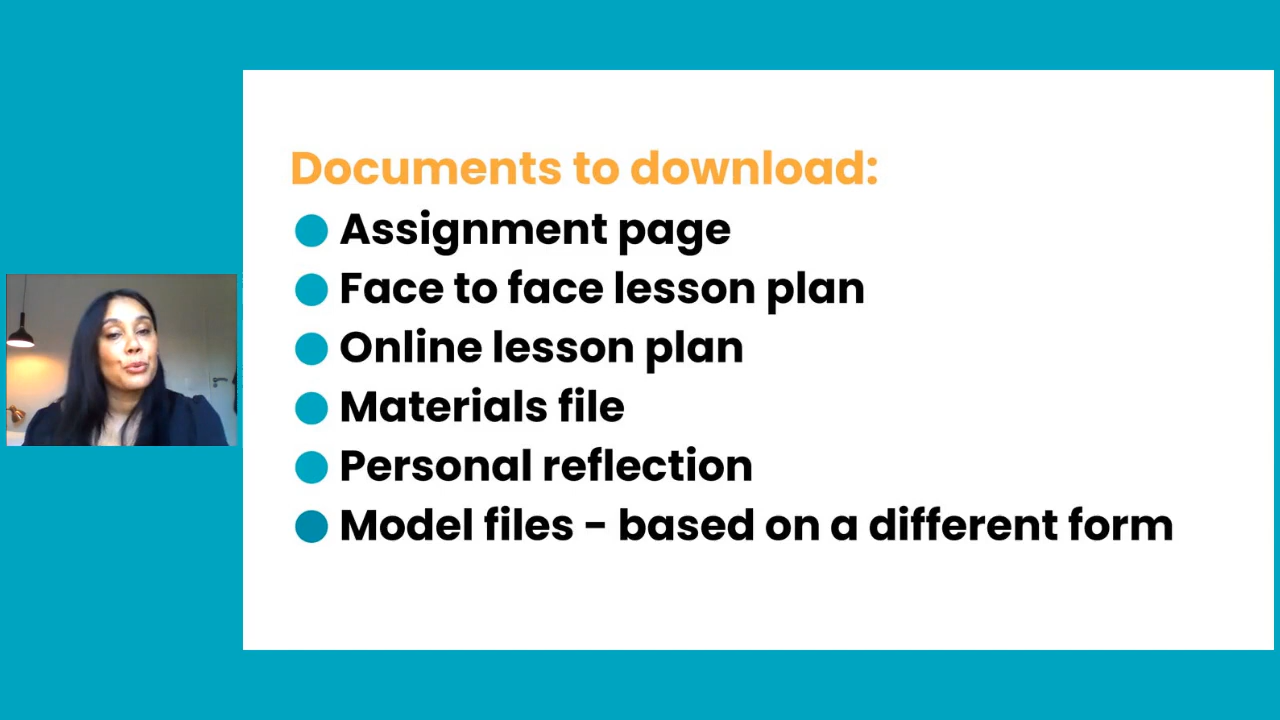 Documents to download:
Assignment page
Face to face lesson plan
Online lesson plan
Materials file
Personal reflection
Model files - based on a different form